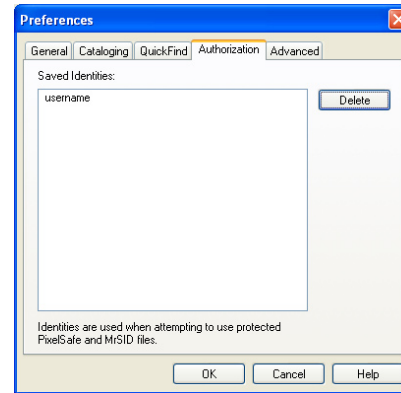 Preferences
General Cataloging QuickFind Authorization Advanced
Saved Identities:
username
Delete
Identities are used when attempting to use protected
PixelSafe and MrSID files.
OK Cancel Help